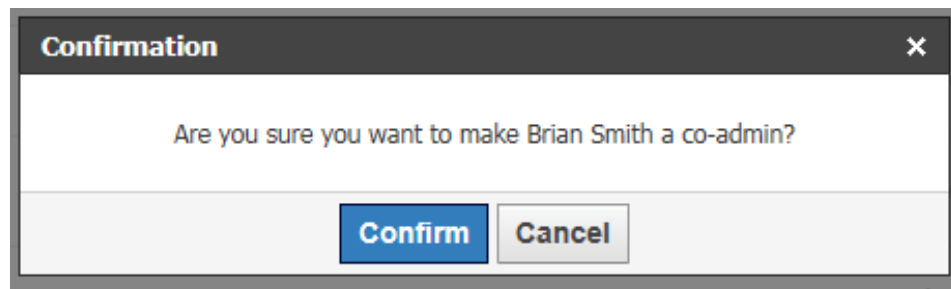 Confirmation ×
Are you sure you want to make Brian Smith a co-admin?
Confirm Cancel